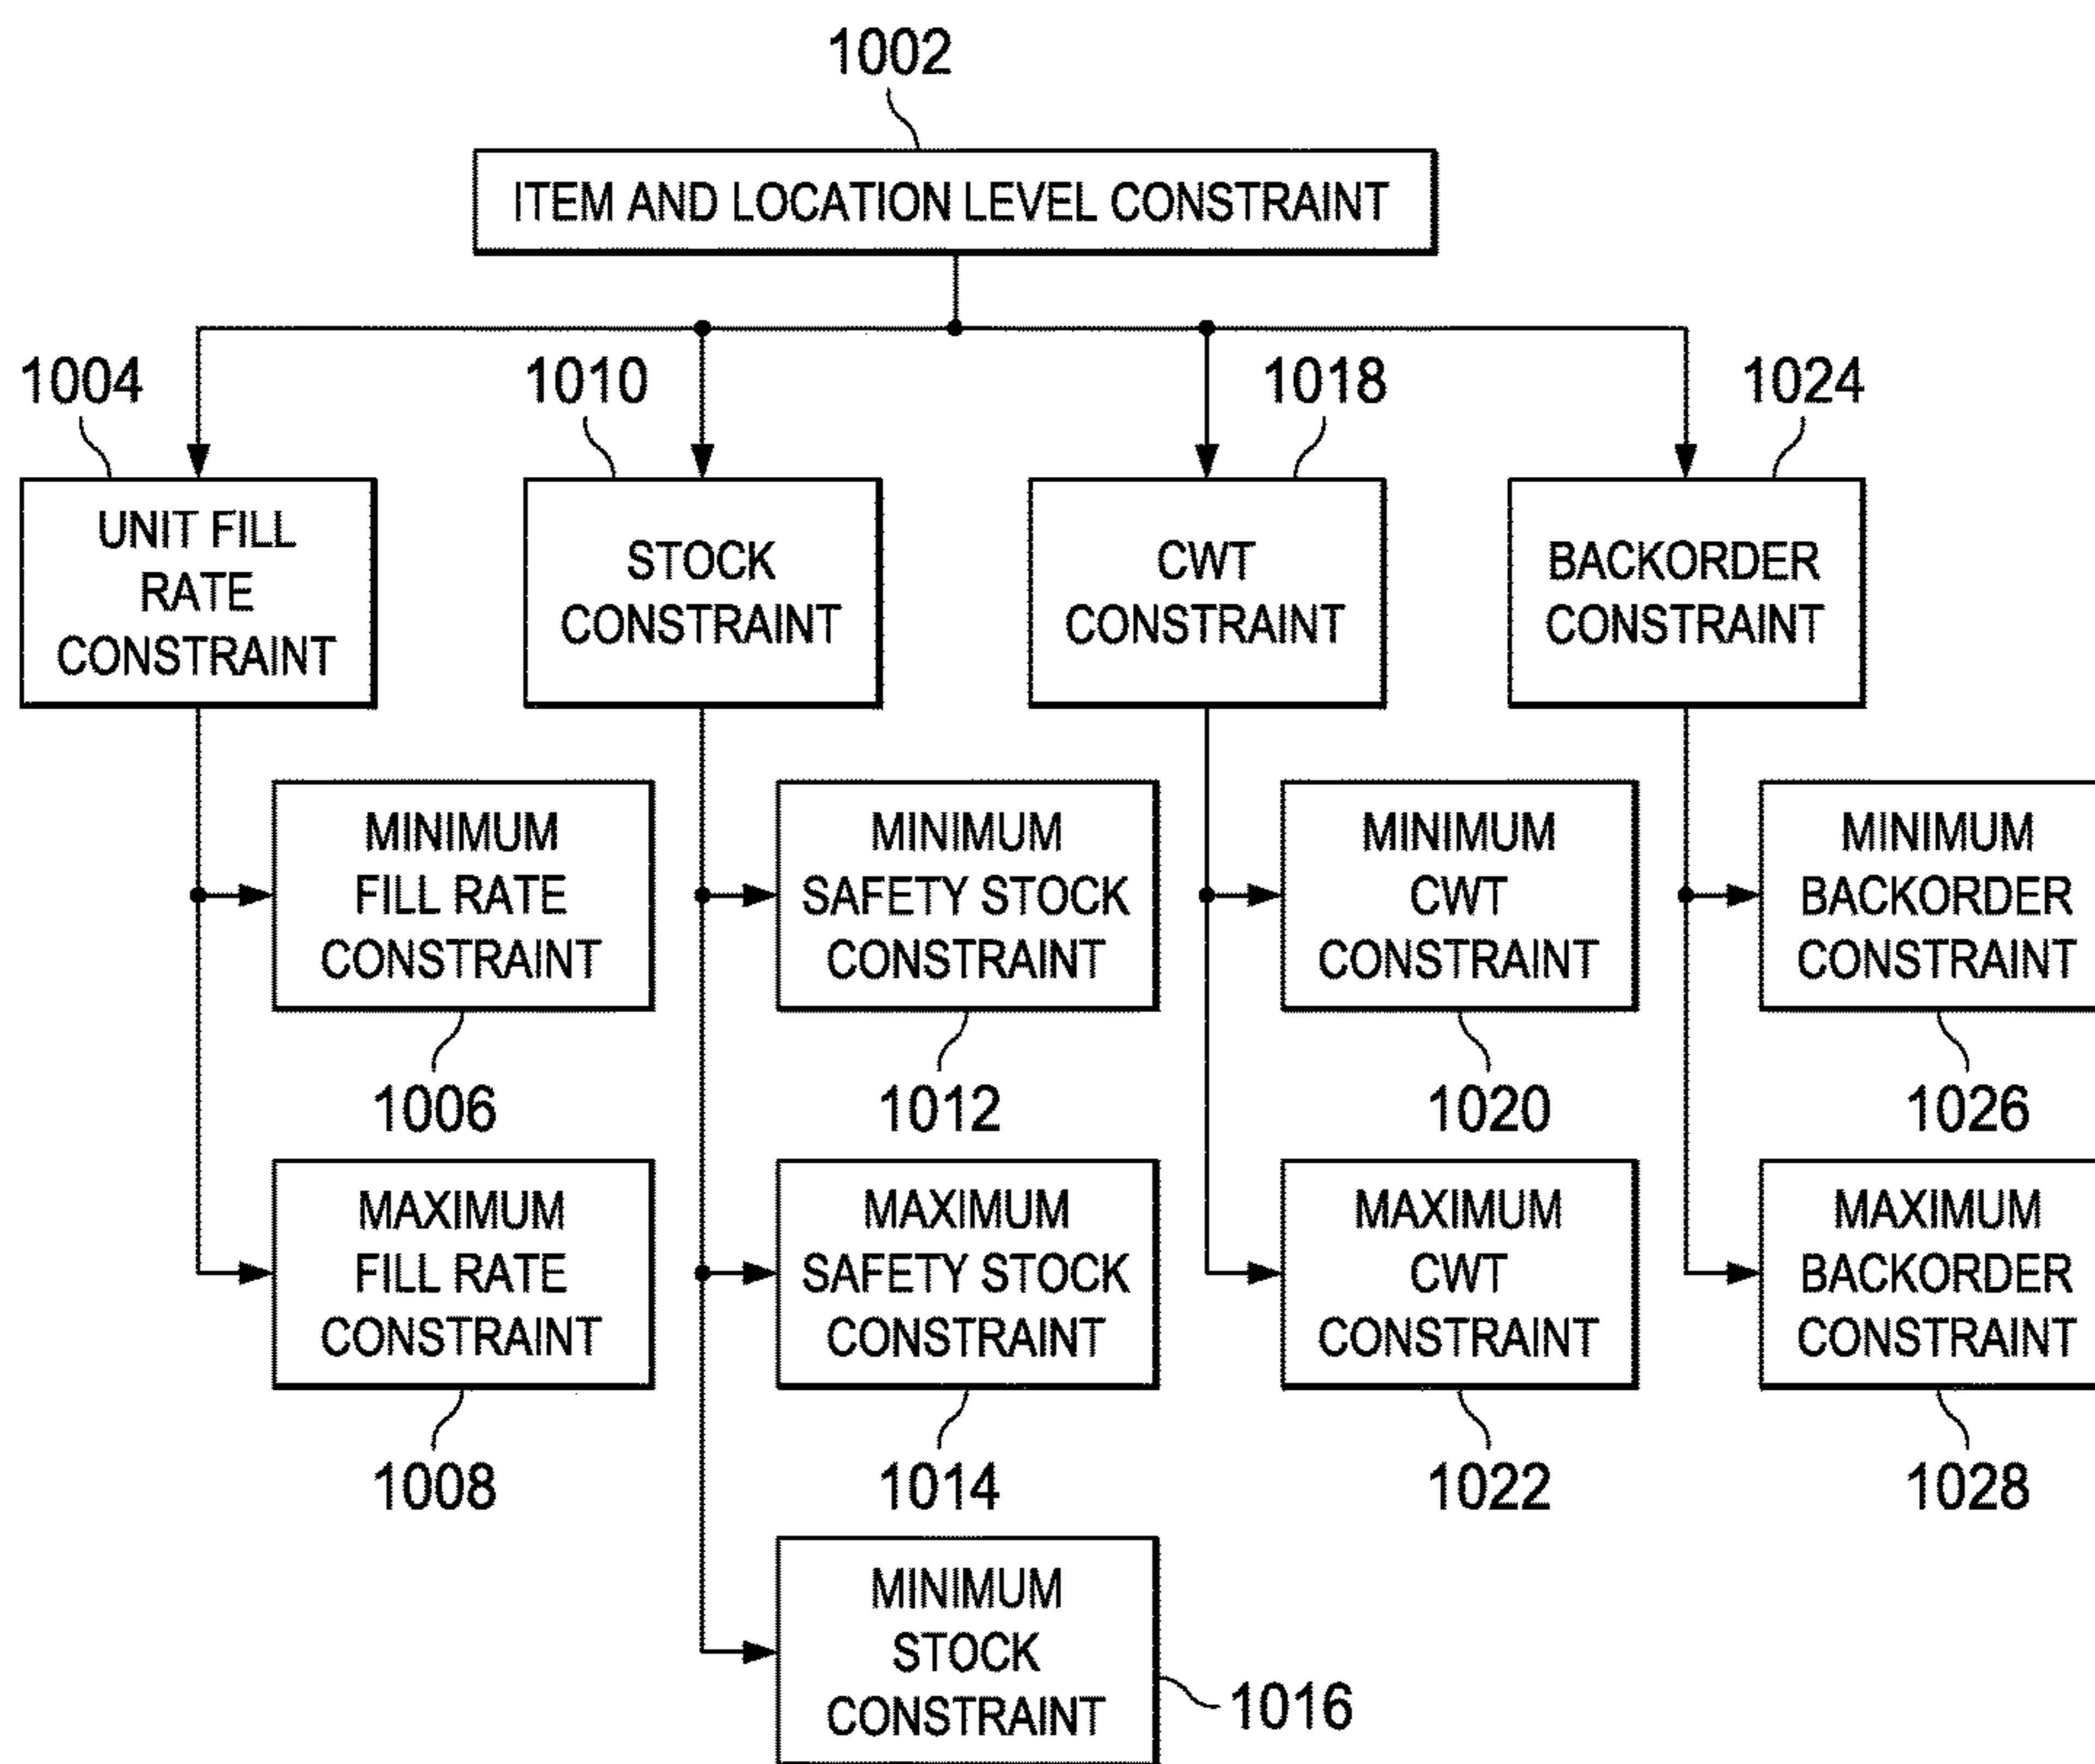 1002
ITEM AND LOCATION LEVEL CONSTRAINT
1004
1010
1018
1024
UNIT FILL
RATE
CONSTRAINT
STOCK
CONSTRAINT
CWT
CONSTRAINT
BACKORDER
CONSTRAINT
MINIMUM
FILL RATE
CONSTRAINT
MINIMUM
SAFETY STOCK
CONSTRAINT
MINIMUM
CWT
CONSTRAINT
MINIMUM
BACKORDER
CONSTRAINT
1006
1012
1020
1026
MAXIMUM
FILL RATE
CONSTRAINT
MAXIMUM
SAFETY STOCK
CONSTRAINT
MAXIMUM
CWT
CONSTRAINT
MAXIMUM
BACKORDER
CONSTRAINT
1008
1014
1022
1028
MINIMUM
STOCK
CONSTRAINT
1016